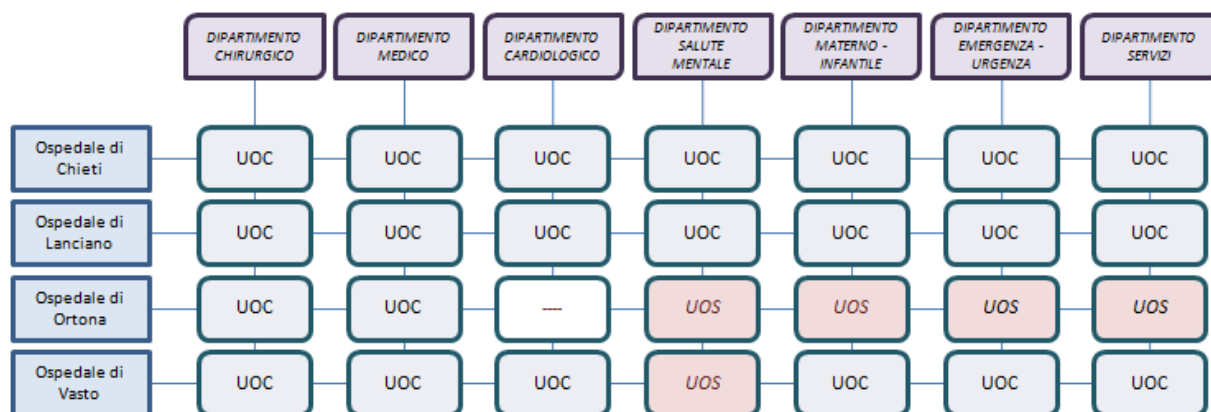 DIPARTIMENTO
CHIRURGICO
DIPARTIMENTO
MEDICO
DIPARTIMENTO
CARDIOLOGICO
DIPARTIMENTO
SALUTE
MENTALE
DIPARTIMENTO
MATERNO -
INFANTILE
DIPARTIMENTO
EMERGENZA -
URGENZA
DIPARTIMENTO
SERVIZI
Ospedale di
Chieti
UOC
UOC
UOC
UOC
UOC
UOC
UOC
Ospedale di
Lanciano
UOC
UOC
UOC
UOC
UOC
UOC
UOC
Ospedale di
Ortona
UOC
UOC
----
UOS
UOS
UOS
UOS
Ospedale di
Vasto
UOC
UOC
UOC
UOS
UOC
UOC
UOC